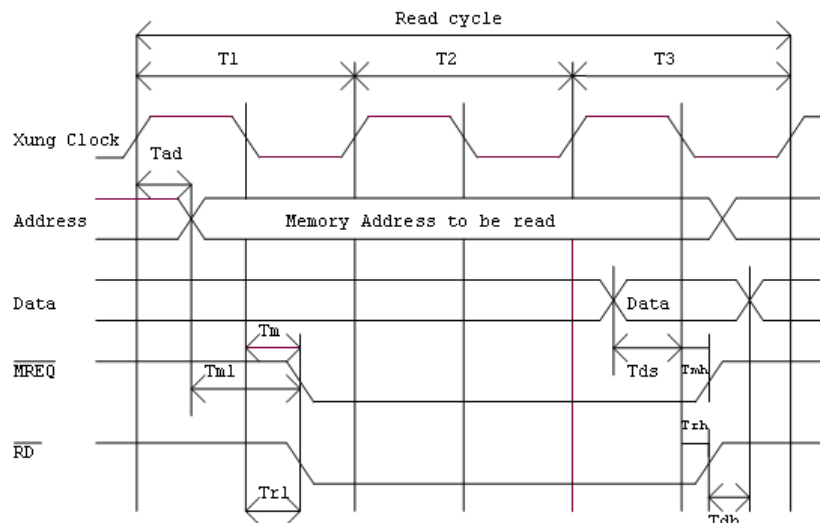 Read cycle
T1 T2 T3
Xung Clock
Tad
Address Memory Address to be read
Data Data
Tm
MREQ Tml Tds Tmh
Trh
RD
Trl
Tdh